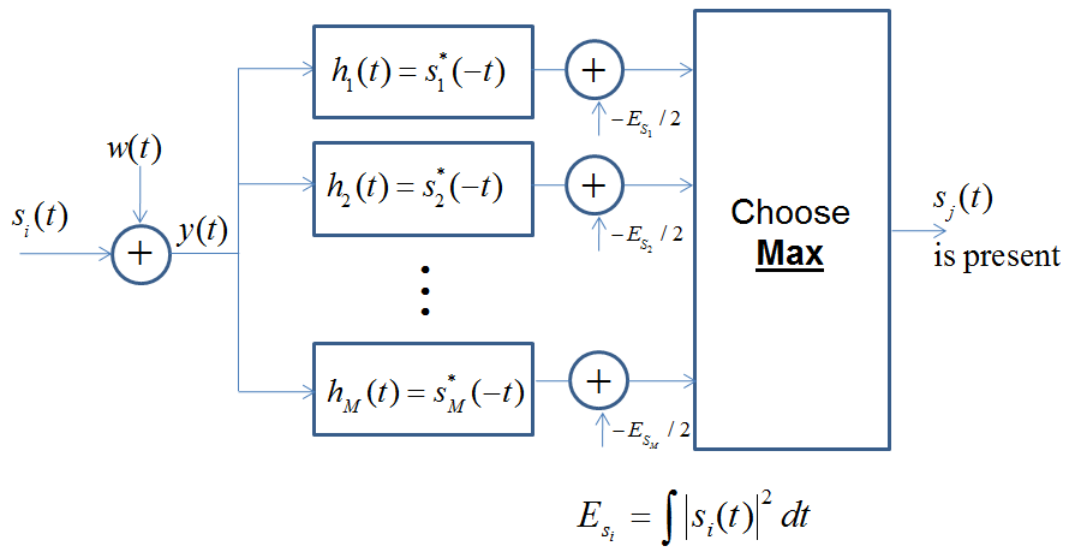 w(t)
s_i(t)
+
y(t)
h_1(t) = s_1^*(-t)
+
-E_{S_1} / 2
h_2(t) = s_2^*(-t)
+
-E_{S_2} / 2
⋮
h_M(t) = s_M^*(-t)
+
-E_{S_M} / 2
Choose
Max
s_j(t)
is present
E_{s_i} = ∫ |s_i(t)|^2 dt